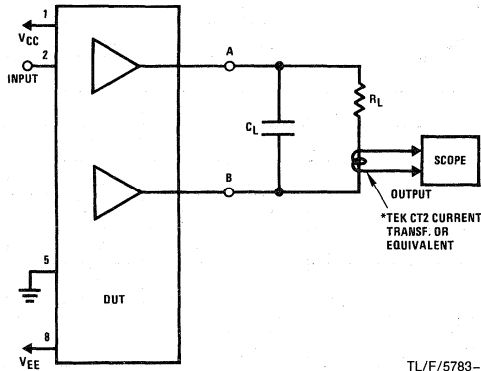 1
VCC
2
INPUT
A
RL
CL
SCOPE
B
OUTPUT
*TEK CT2 CURRENT
TRANSF. OR
EQUIVALENT
5
DUT
8
VEE
TL/F/5783–